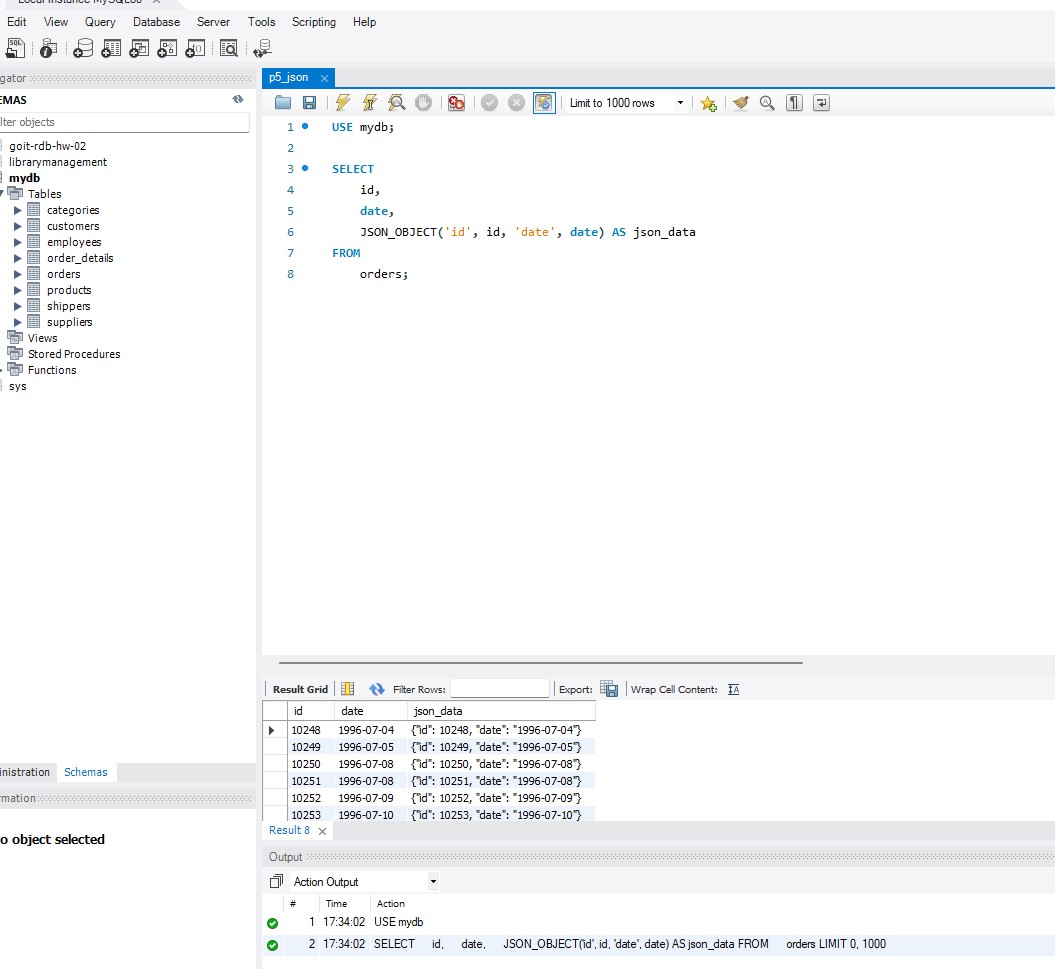 Local instance MySQL80
Edit View Query Database Server Tools Scripting Help
gator
EMAS
lter objects
goit-rdb-hw-02
librarymanagement
mydb
Tables
categories
customers
employees
order_details
orders
products
shippers
suppliers
Views
Stored Procedures
Functions
sys
inistration Schemas
rmation
o object selected
p5_json
Limit to 1000 rows
1 USE mydb;
2
3 SELECT
4 id,
5 date,
6 JSON_OBJECT('id', id, 'date', date) AS json_data
7 FROM
8 orders;
Result Grid Filter Rows: Export: Wrap Cell Content: IA
id date json_data
10248 1996-07-04 {"id": 10248, "date": "1996-07-04"}
10249 1996-07-05 {"id": 10249, "date": "1996-07-05"}
10250 1996-07-08 {"id": 10250, "date": "1996-07-08"}
10251 1996-07-08 {"id": 10251, "date": "1996-07-08"}
10252 1996-07-09 {"id": 10252, "date": "1996-07-09"}
10253 1996-07-10 {"id": 10253, "date": "1996-07-10"}
Result 8
Output
Action Output
# Time Action
1 17:34:02 USE mydb
2 17:34:02 SELECT id, date, JSON_OBJECT('id', id, 'date', date) AS json_data FROM orders LIMIT 0, 1000